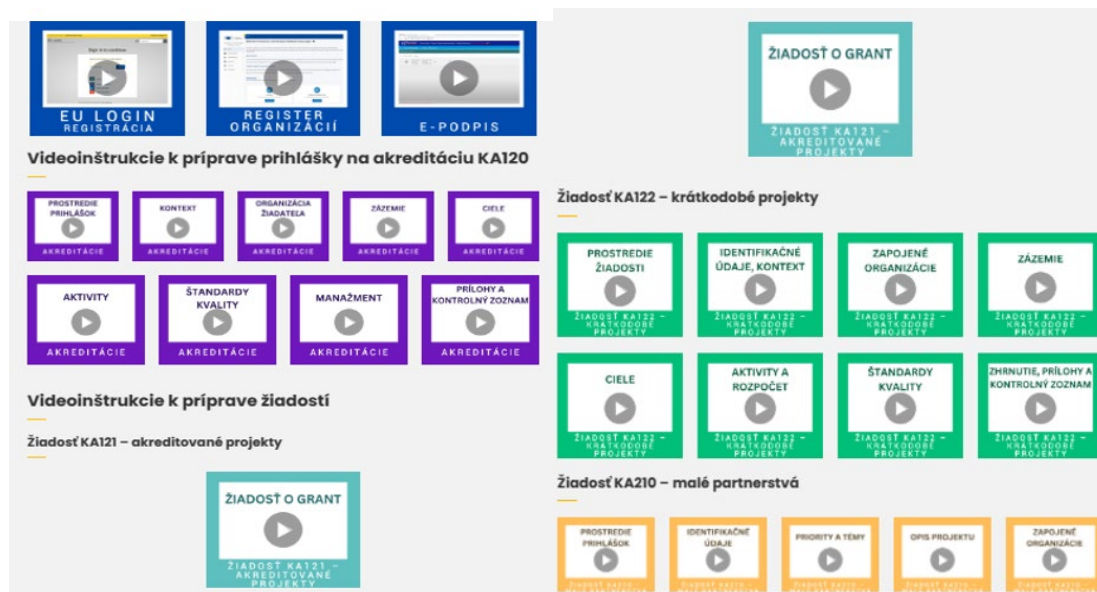 EU LOGIN
REGISTRÁCIA
REGISTER
ORGANIZÁCIÍ
E-PODPIS
Videoinštrukcie k príprave prihlášky na akreditáciu KA120
PROSTREDIE
PRIHLÁŠOK
AKREDITÁCIE
KONTEXT
AKREDITÁCIE
ORGANIZÁCIA
ŽIADATEĽA
AKREDITÁCIE
ZÁZEMIE
AKREDITÁCIE
CIELE
AKREDITÁCIE
AKTIVITY
AKREDITÁCIE
ŠTANDARDY
KVALITY
AKREDITÁCIE
MANAŽMENT
AKREDITÁCIE
PRÍLOHY A
KONTROLNÝ ZOZNAM
AKREDITÁCIE
Videoinštrukcie k príprave žiadostí
Žiadosť KA121 – akreditované projekty
ŽIADOSŤ O GRANT
ŽIADOSŤ KA121 –
AKREDITOVANÉ
PROJEKTY
ŽIADOSŤ O GRANT
ŽIADOSŤ KA121 –
AKREDITOVANÉ
PROJEKTY
Žiadosť KA122 – krátkodobé projekty
PROSTREDIE
ŽIADOSTI
ŽIADOSŤ KA122 –
KRÁTKODOBÉ
PROJEKTY
IDENTIFIKAČNÉ
ÚDAJE, KONTEXT
ŽIADOSŤ KA122 –
KRÁTKODOBÉ
PROJEKTY
ZAPOJENÉ
ORGANIZÁCIE
ŽIADOSŤ KA122 –
KRÁTKODOBÉ
PROJEKTY
ZÁZEMIE
ŽIADOSŤ KA122 –
KRÁTKODOBÉ
PROJEKTY
CIELE
ŽIADOSŤ KA122 –
KRÁTKODOBÉ
PROJEKTY
AKTIVITY A
ROZPOČET
ŽIADOSŤ KA122 –
KRÁTKODOBÉ
PROJEKTY
ŠTANDARDY
KVALITY
ŽIADOSŤ KA122 –
KRÁTKODOBÉ
PROJEKTY
ZHRNUTIE, PRÍLOHY A
KONTROLNÝ ZOZNAM
ŽIADOSŤ KA122 –
KRÁTKODOBÉ
PROJEKTY
Žiadosť KA210 – malé partnerstvá
PROSTREDIE
PRIHLÁŠOK
IDENTIFIKAČNÉ
ÚDAJE
PRIORITY A TÉMY
OPIS PROJEKTU
ZAPOJENÉ
ORGANIZÁCIE